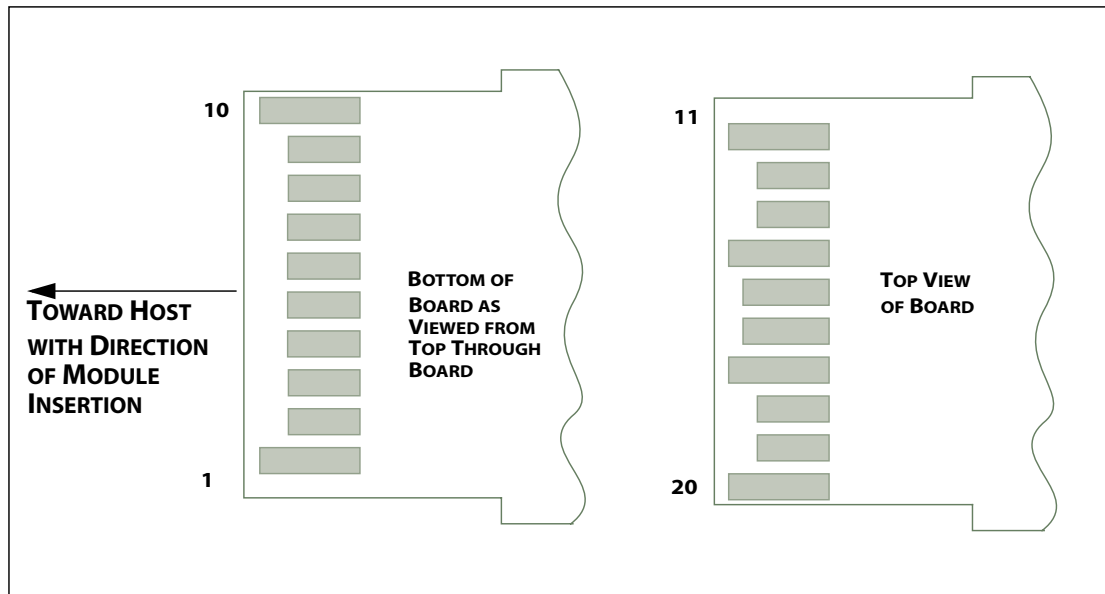 10
1
TOWARD HOST
WITH DIRECTION
OF MODULE
INSERTION
BOTTOM OF
BOARD AS
VIEWED FROM
TOP THROUGH
BOARD
11
20
TOP VIEW
OF BOARD